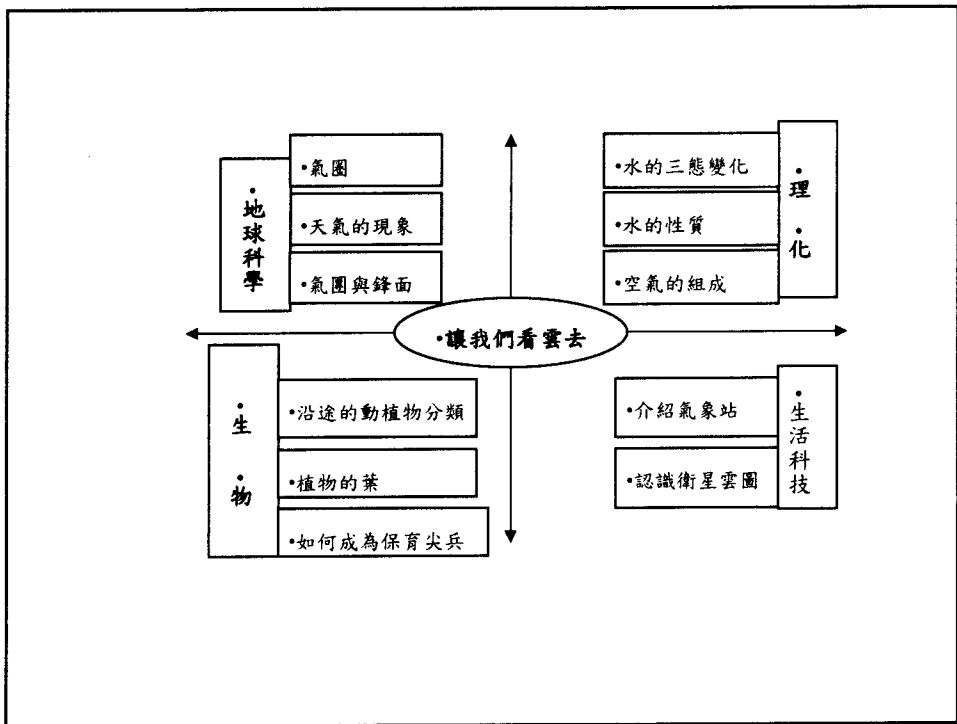 •地球科學
•氣圈
•天氣的現象
•氣團與鋒面
•水的三態變化
•水的性質
•空氣的組成
•理
•化
•讓我們看雲去
•生
•物
•沿途的動植物分類
•植物的葉
•如何成為保育尖兵
•介紹氣象站
•認識衛星雲圖
•生活科技